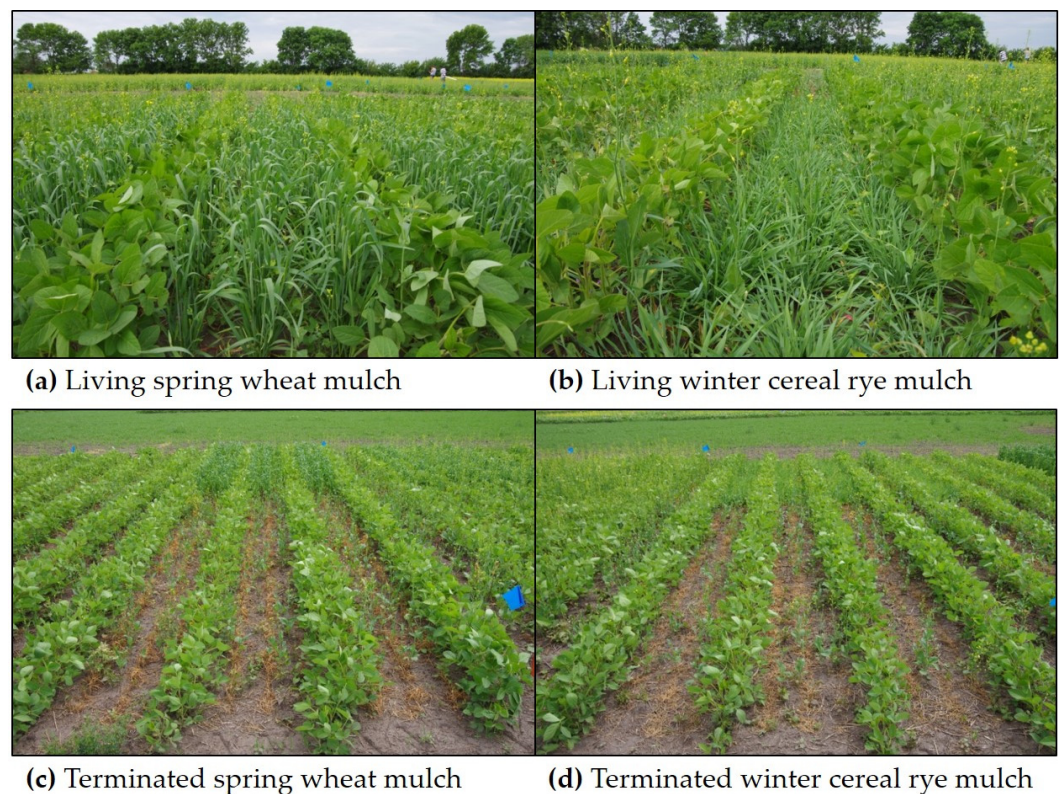 (a) Living spring wheat mulch
(b) Living winter cereal rye mulch
(c) Terminated spring wheat mulch
(d) Terminated winter cereal rye mulch